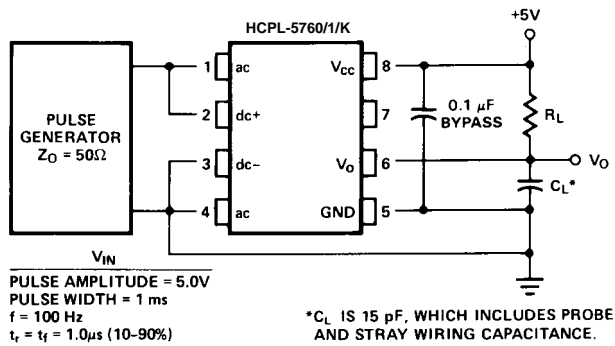 HCPL-5760/1/K
+5V
PULSE
GENERATOR
Z_O = 50Ω
1 ac
2 dc+
3 dc–
4 ac
V_CC 8
7
V_O 6
GND 5
0.1 μF
BYPASS
R_L
V_O
C_L*
V_IN
PULSE AMPLITUDE = 5.0V
PULSE WIDTH = 1 ms
f = 100 Hz
t_r = t_f = 1.0μs (10–90%)
*C_L IS 15 pF, WHICH INCLUDES PROBE
AND STRAY WIRING CAPACITANCE.